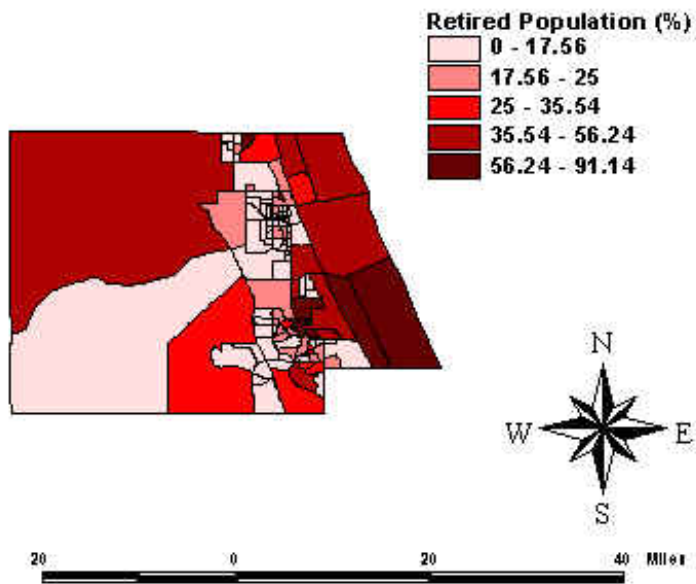 Retired Population (%)
0 - 17.56
17.56 - 25
25 - 35.54
35.54 - 56.24
56.24 - 91.14
N
W E
S
20 0 20 40 Miles